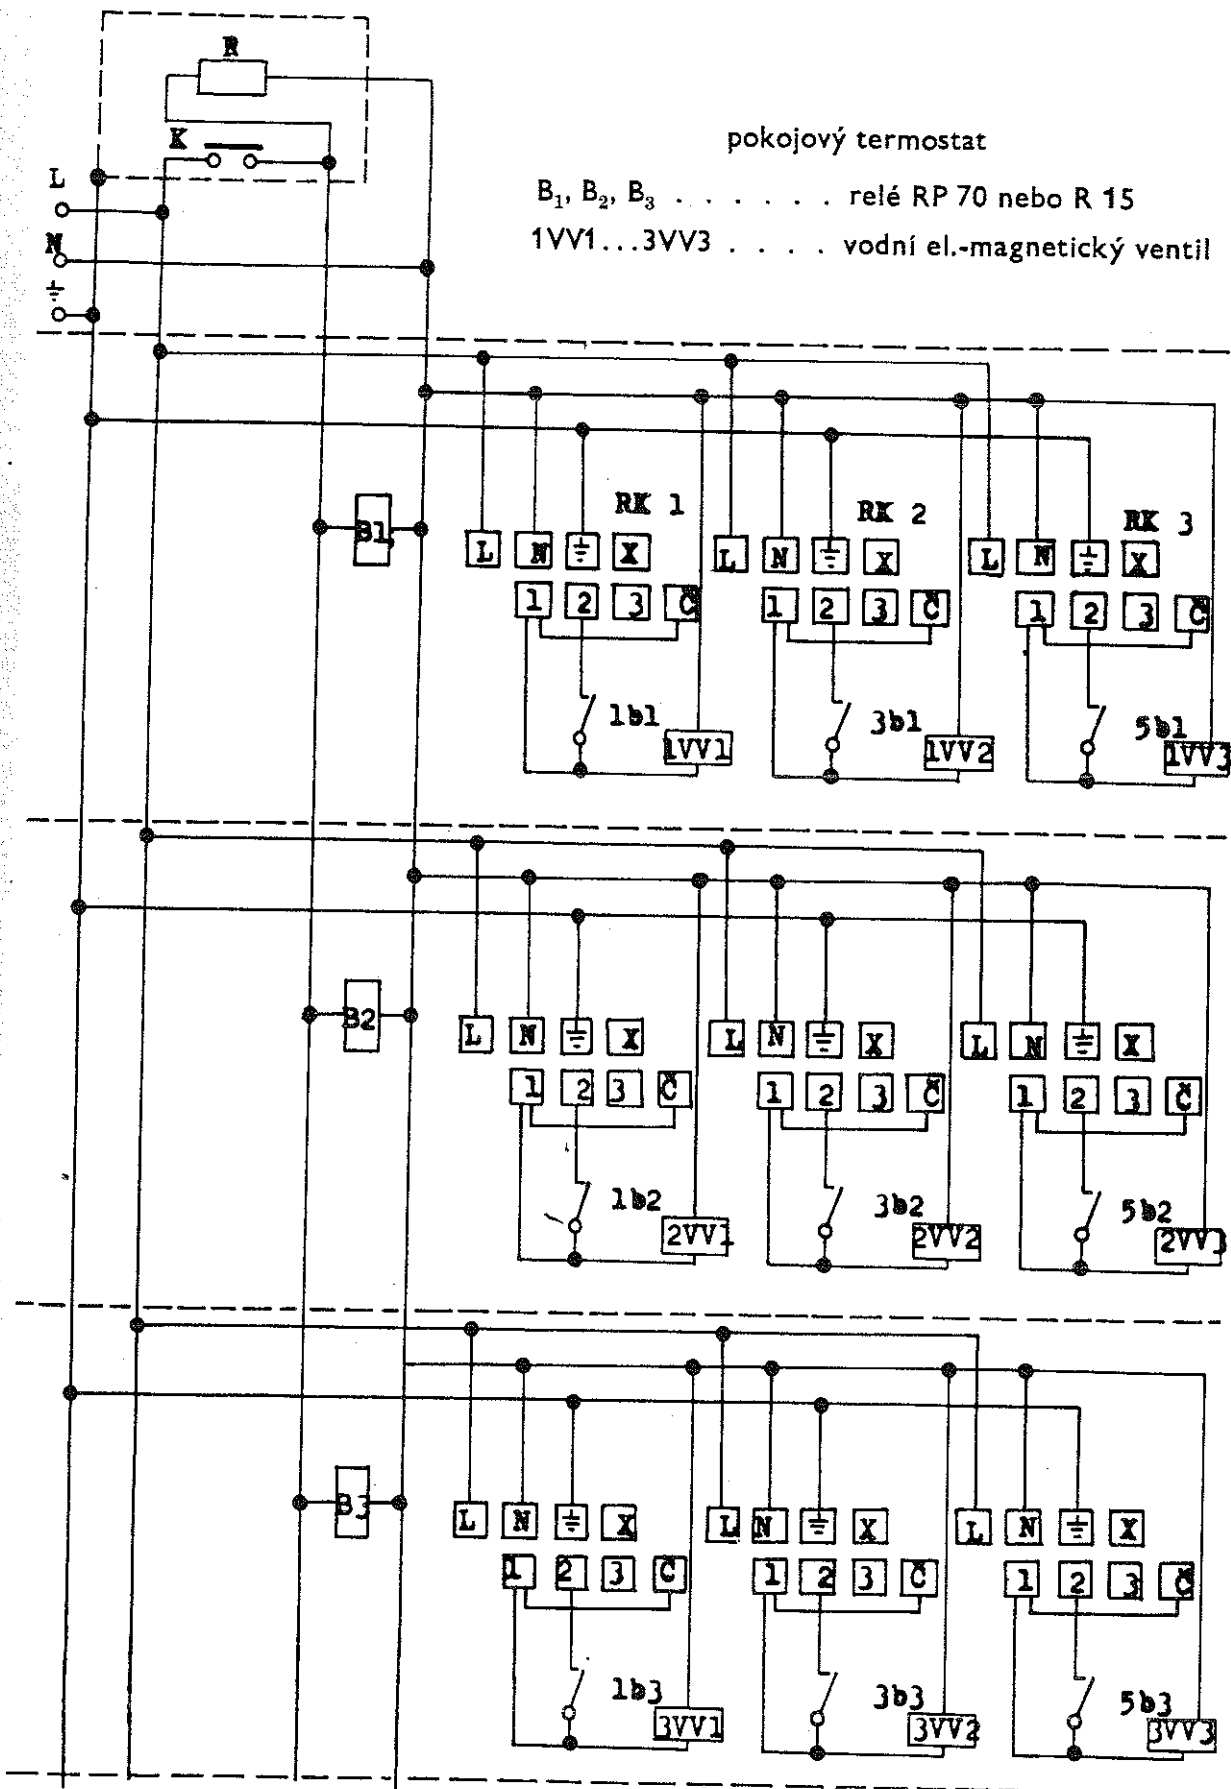 R
K
L
N
pokojový termostat
B₁, B₂, B₃ . . . . . . . relé RP 70 nebo R 15
1VV1...3VV3 . . . . vodní el.-magnetický ventil
RK 1 RK 2 RK 3
B1
L N X L N X L N X
1 2 3 Č 1 2 3 Č 1 2 3 Č
1b1 3b1 5b1
1VV1 1VV2 1VV3
B2
L N X L N X L N X
1 2 3 Č 1 2 3 Č 1 2 3 Č
1b2 3b2 5b2
2VV1 2VV2 2VV3
B3
L N X L N X L N X
1 2 3 Č 1 2 3 Č 1 2 3 Č
1b3 3b3 5b3
3VV1 3VV2 3VV3